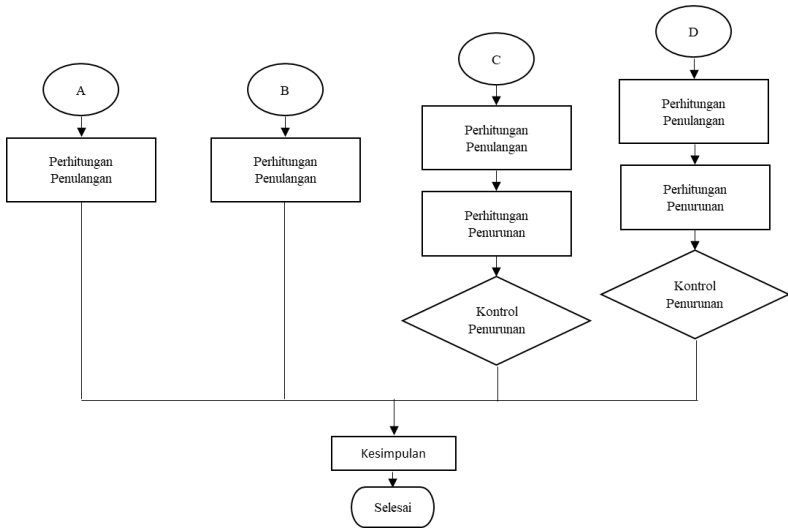 A
Perhitungan
Penulangan
B
Perhitungan
Penulangan
C
Perhitungan
Penulangan
Perhitungan
Penurunan
Kontrol
Penurunan
D
Perhitungan
Penulangan
Perhitungan
Penurunan
Kontrol
Penurunan
Kesimpulan
Selesai